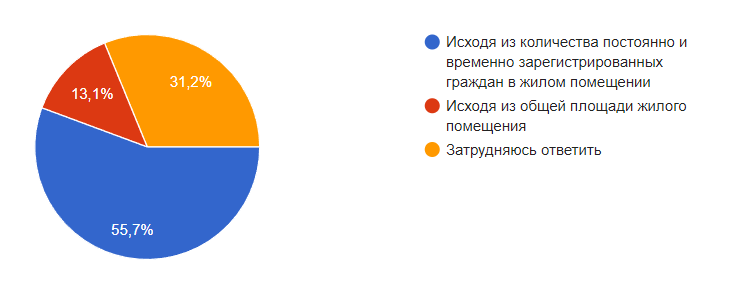 31,2%
13,1%
55,7%
Исходя из количества постоянно и
временно зарегистрированных
граждан в жилом помещении
Исходя из общей площади жилого
помещения
Затрудняюсь ответить